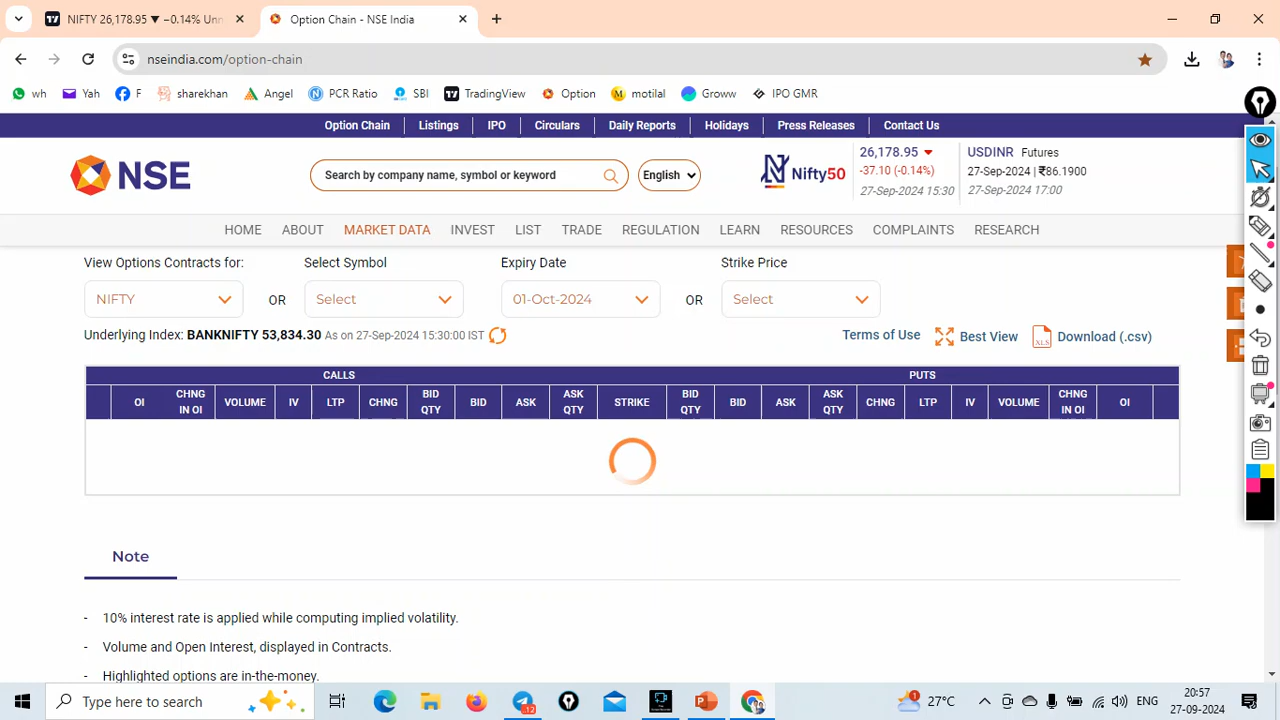 NIFTY 26,178.95 ▼ −0.14% Unn
Option Chain - NSE India
nseindia.com/option-chain
wh
Yah
F
sharekhan
Angel
PCR Ratio
SBI
TradingView
Option
motilal
Groww
IPO GMR
Option Chain
Listings
IPO
Circulars
Daily Reports
Holidays
Press Releases
Contact Us
NSE
Search by company name, symbol or keyword
English
Nifty50
26,178.95
-37.10 (-0.14%)
27-Sep-2024 15:30
USDINR Futures
27-Sep-2024 | ₹86.1900
27-Sep-2024 17:00
HOME
ABOUT
MARKET DATA
INVEST
LIST
TRADE
REGULATION
LEARN
RESOURCES
COMPLAINTS
RESEARCH
View Options Contracts for:
Select Symbol
Expiry Date
Strike Price
NIFTY
OR
Select
01-Oct-2024
OR
Select
Underlying Index: BANKNIFTY 53,834.30 As on 27-Sep-2024 15:30:00 IST
Terms of Use
Best View
XLS
Download (.csv)
CALLS
PUTS
OI
CHNG
IN OI
VOLUME
IV
LTP
CHNG
BID
QTY
BID
ASK
ASK
QTY
STRIKE
BID
QTY
BID
ASK
ASK
QTY
CHNG
LTP
IV
VOLUME
CHNG
IN OI
OI
Note
- 10% interest rate is applied while computing implied volatility.
- Volume and Open Interest, displayed in Contracts.
- Highlighted options are in-the-money.
Type here to search
12
1
27°C
ENG
20:57
27-09-2024